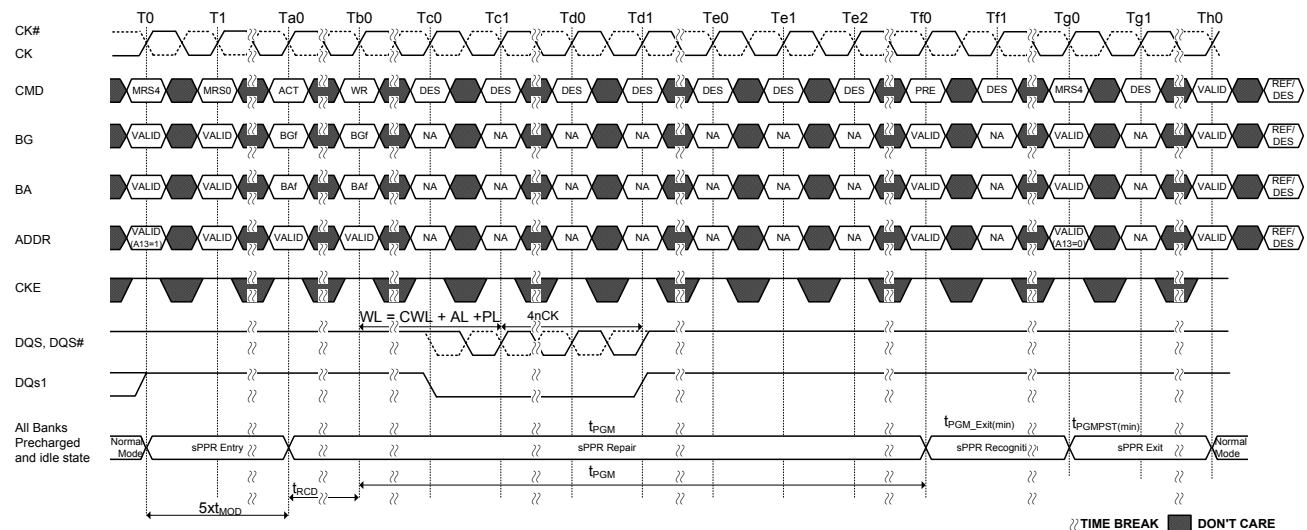 T0 T1 Ta0 Tb0 Tc0 Tc1 Td0 Td1 Te0 Te1 Te2 Tf0 Tf1 Tg0 Tg1 Th0
CK#
CK
CMD MRS4 MRS0 ACT WR DES DES DES DES DES DES DES PRE DES MRS4 DES VALID REF/
DES
BG VALID VALID BGf BGf NA NA NA NA NA NA NA VALID NA VALID NA VALID REF/
DES
BA VALID VALID BAf BAf NA NA NA NA NA NA NA VALID NA VALID NA VALID REF/
DES
ADDR VALID
(A13=1) VALID VALID VALID NA NA NA NA NA NA NA VALID NA VALID
(A13=0) NA VALID REF/
DES
CKE
WL = CWL + AL +PL 4nCK
DQS, DQS#
DQs1
All Banks
Precharged
and idle state
tPGM tPGM_Exit(min) tPGMPST(min)
Normal
Mode sPPR Entry sPPR Repair sPPR Recogniti sPPR Exit Normal
Mode
tRCD tPGM
5xtMOD
TIME BREAK DON'T CARE